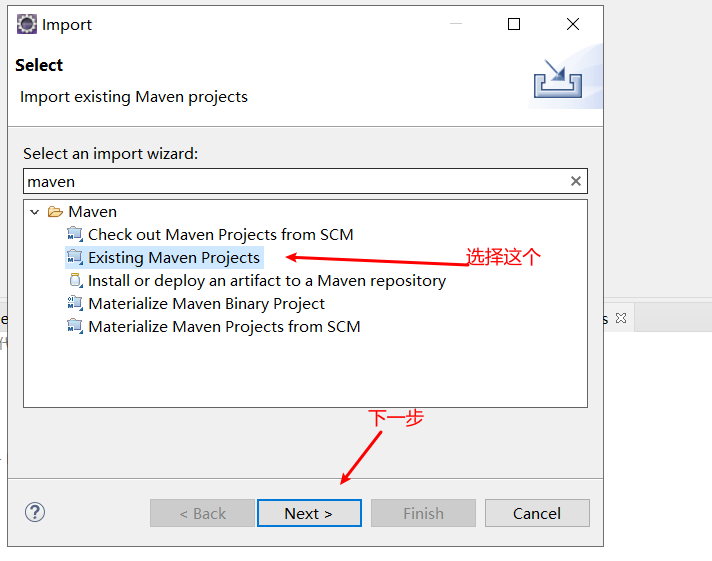 Import
Select
Import existing Maven projects
Select an import wizard:
maven
Maven
Check out Maven Projects from SCM
Existing Maven Projects
选择这个
Install or deploy an artifact to a Maven repository
Materialize Maven Binary Project
Materialize Maven Projects from SCM
下一步
< Back
Next >
Finish
Cancel